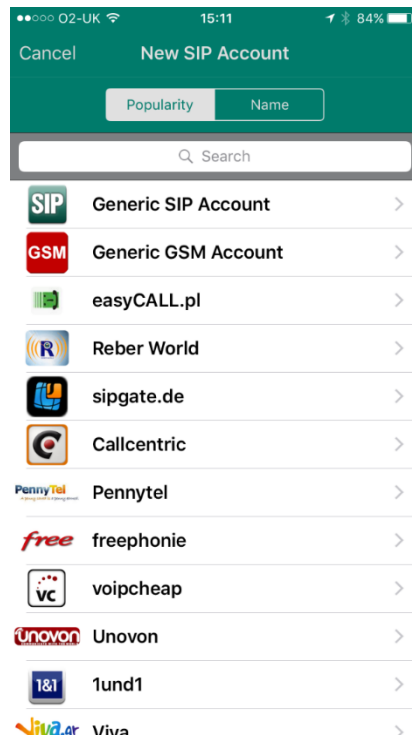 ●●○○○ O2-UK 15:11 84%
Cancel New SIP Account
Popularity Name
Search
SIP Generic SIP Account
GSM Generic GSM Account
easyCALL.pl
R Reber World
sipgate.de
Callcentric
PennyTel Pennytel
free freephonie
vc voipcheap
Unovon Unovon
1&1 1und1
Viva.gr Viva